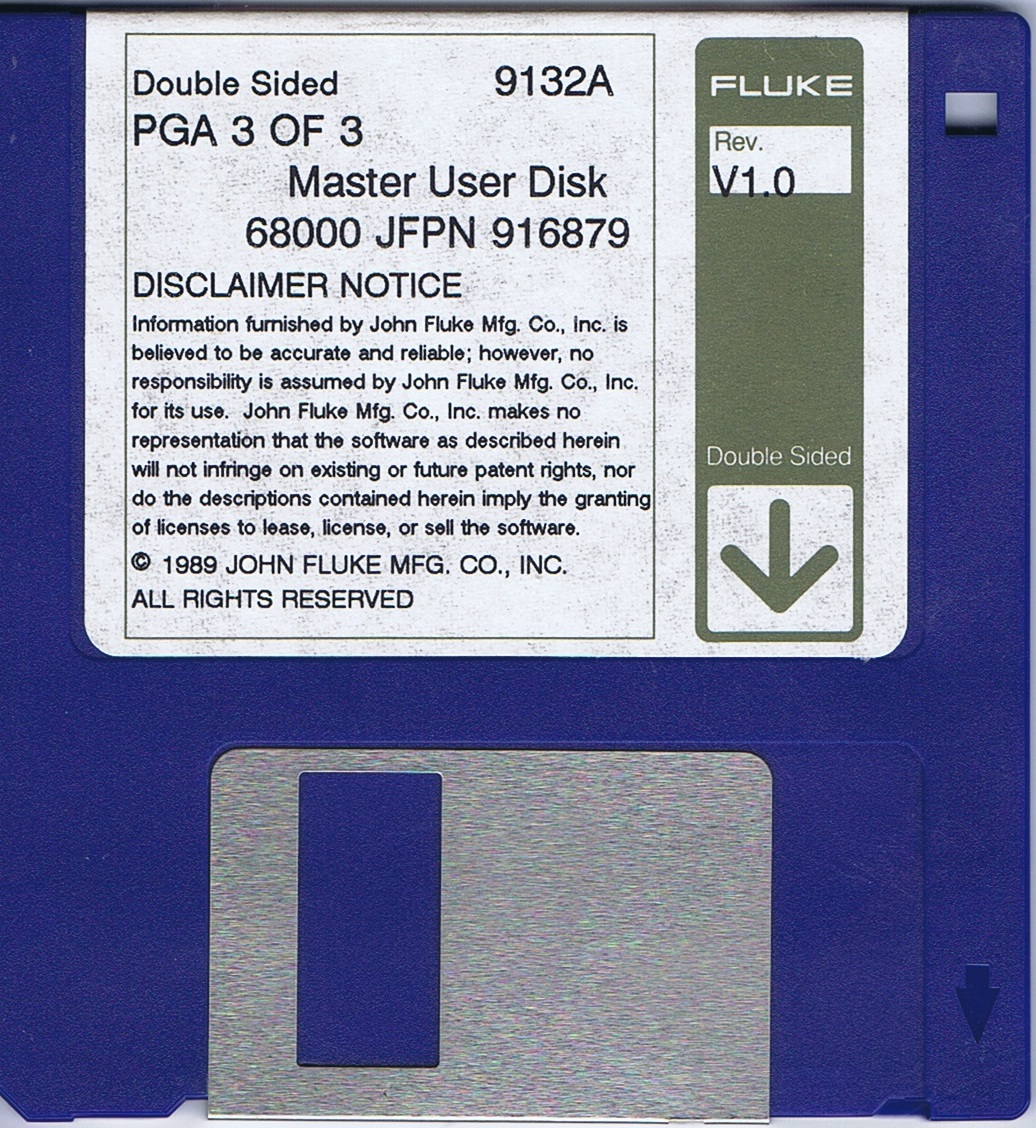 Double Sided 9132A
PGA 3 OF 3
Master User Disk
68000 JFPN 916879
DISCLAIMER NOTICE
Information furnished by John Fluke Mfg. Co., Inc. is
believed to be accurate and reliable; however, no
responsibility is assumed by John Fluke Mfg. Co., Inc.
for its use. John Fluke Mfg. Co., Inc. makes no
representation that the software as described herein
will not infringe on existing or future patent rights, nor
do the descriptions contained herein imply the granting
of licenses to lease, license, or sell the software.
© 1989 JOHN FLUKE MFG. CO., INC.
ALL RIGHTS RESERVED
FLUKE
Rev.
V1.0
Double Sided